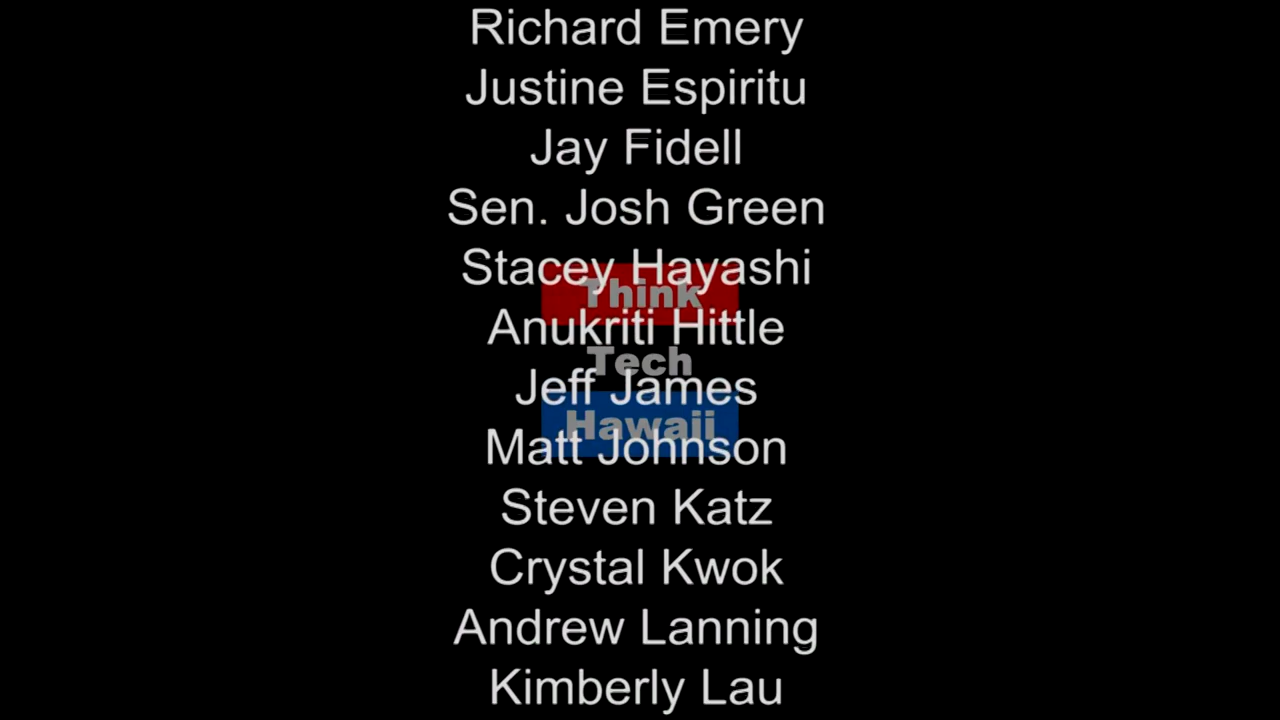 Richard Emery
Justine Espiritu
Jay Fidell
Sen. Josh Green
Stacey Hayashi
Think
Anukriti Hittle
Tech
Jeff James
Hawaii
Matt Johnson
Steven Katz
Crystal Kwok
Andrew Lanning
Kimberly Lau